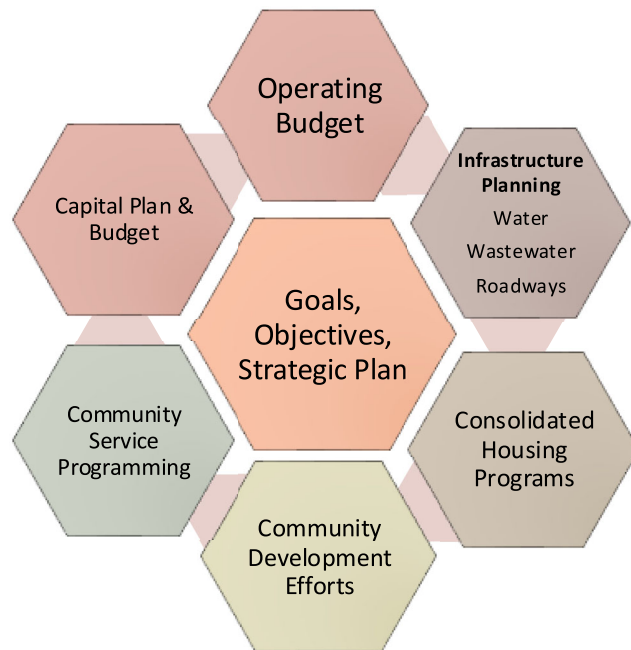 Operating
Budget
Infrastructure
Planning
Water
Wastewater
Roadways
Capital Plan &
Budget
Goals,
Objectives,
Strategic Plan
Community
Service
Programming
Consolidated
Housing
Programs
Community
Development
Efforts